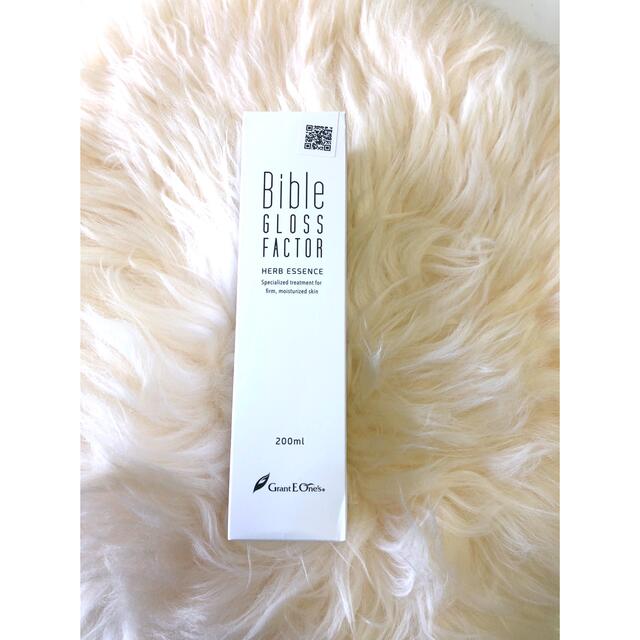 Bible
GLOSS
FACTOR
HERB ESSENCE
Specialized treatment for
firm, moisturized skin
200ml
Grant E One's®